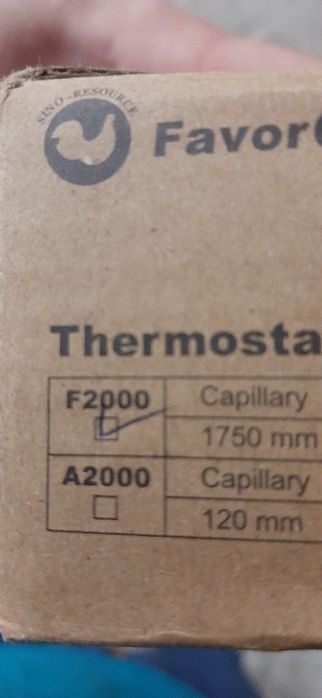 SINO-RESOURCE
Favor
Thermosta
F2000 Capillary
1750 mm
A2000 Capillary
120 mm